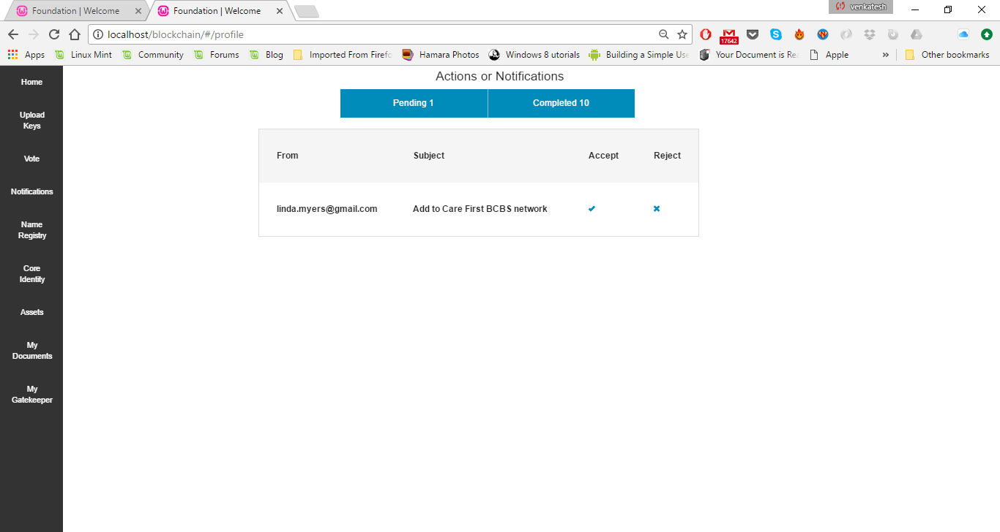 Foundation | Welcome
Foundation | Welcome
venkatesh
localhost/blockchain/#/profile
17642
Apps
Linux Mint
Community
Forums
Blog
Imported From Firefo
Hamara Photos
Windows 8 utorials
Building a Simple Use
Your Document is Re
Apple
»
Other bookmarks
Home
Upload
Keys
Vote
Notifications
Name
Registry
Core
Identity
Assets
My
Documents
My
Gatekeeper
Actions or Notifications
Pending 1 Completed 10
From Subject Accept Reject
linda.myers@gmail.com Add to Care First BCBS network